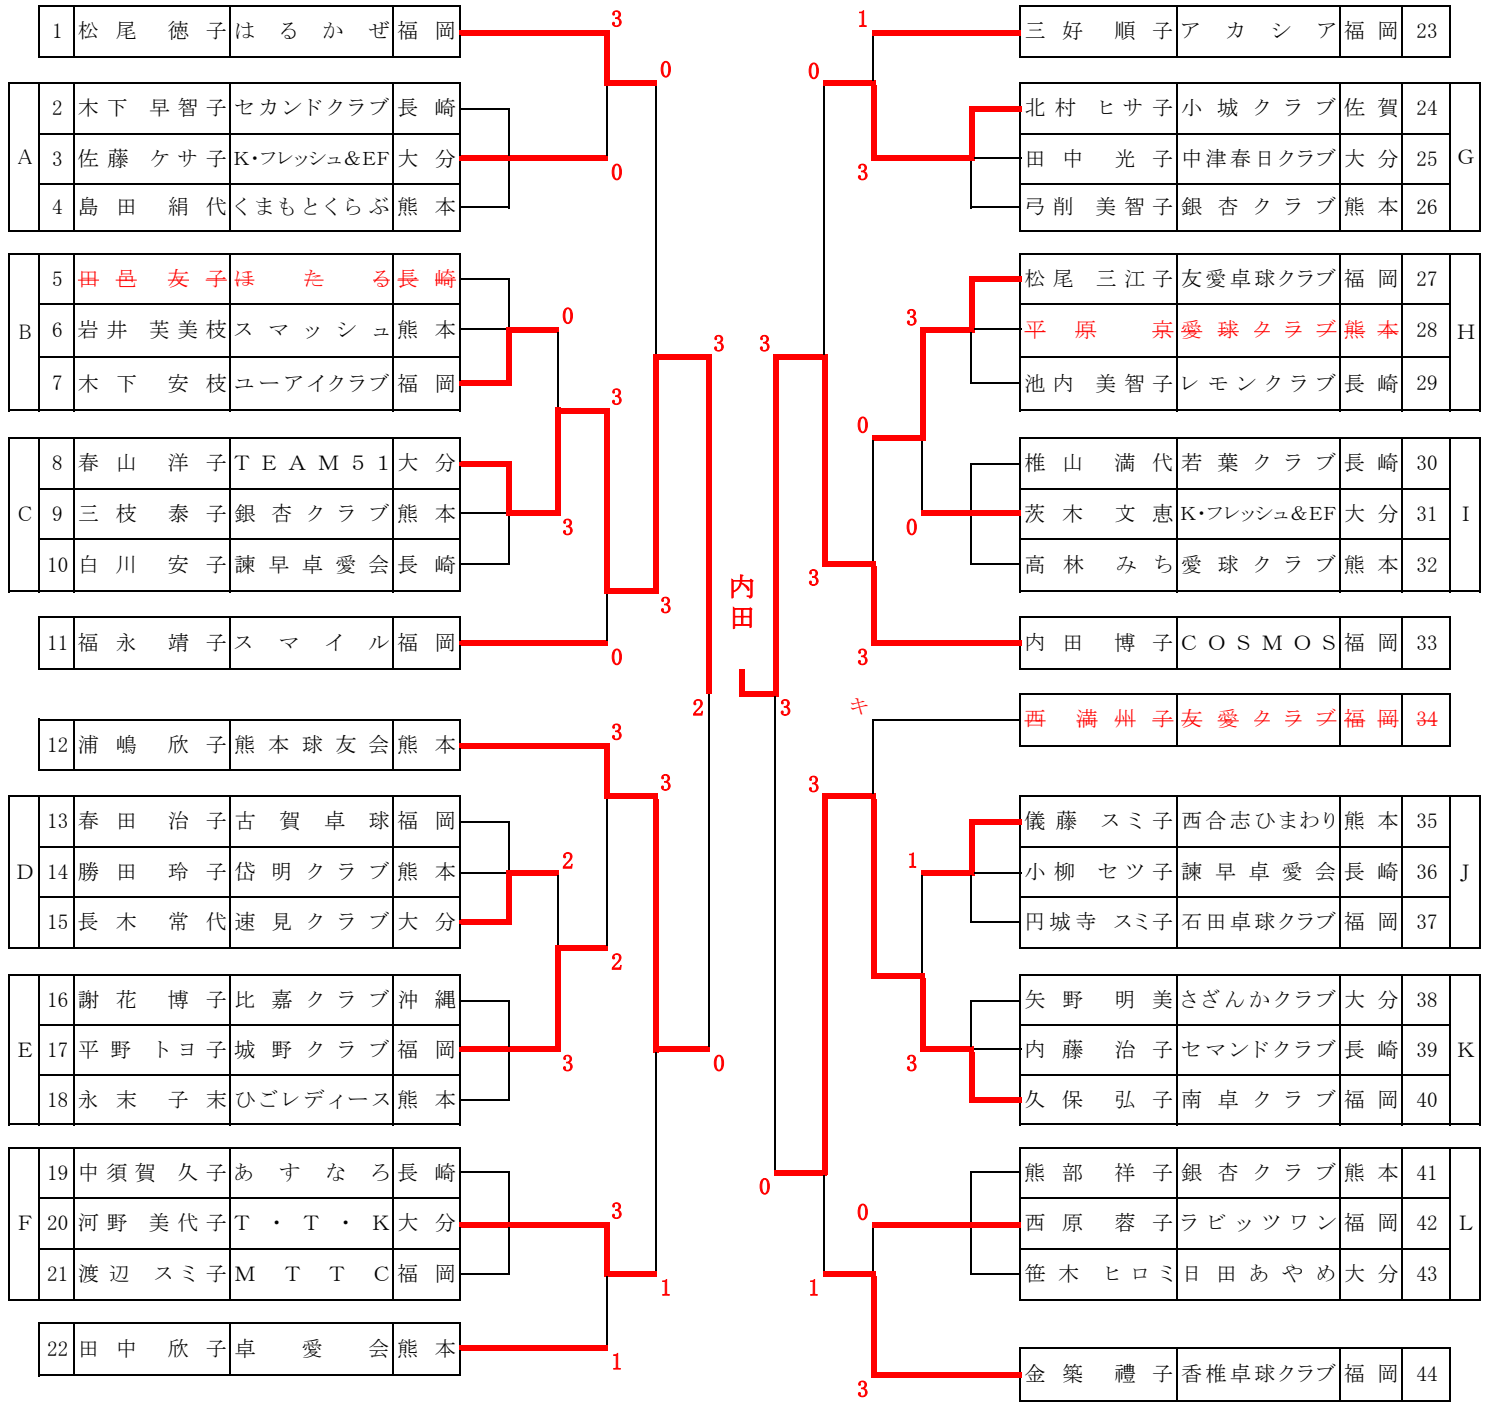 1 松尾 徳子 はるかぜ 福岡
A
2 木下 早智子 セカンドクラブ 長崎
3 佐藤 ケサ子 K・フレッシュ&EF 大分
4 島田 絹代 くまもとくらぶ 熊本
B
5 田邑 友子 ほたる 長崎
6 岩井 芙美枝 スマッシュ 熊本
7 木下 安枝 ユーアイクラブ 福岡
C
8 春山 洋子 TEAM51 大分
9 三枝 泰子 銀杏クラブ 熊本
10 白川 安子 諫早卓愛会 長崎
11 福永 靖子 スマイル 福岡
12 浦嶋 欣子 熊本球友会 熊本
D
13 春田 治子 古賀卓球 福岡
14 勝田 玲子 岱明クラブ 熊本
15 長木 常代 速見クラブ 大分
E
16 謝花 博子 比嘉クラブ 沖縄
17 平野 トヨ子 城野クラブ 福岡
18 永末 子末 ひごレディース 熊本
F
19 中須賀 久子 あすなろ 長崎
20 河野 美代子 T・T・K 大分
21 渡辺 スミ子 MTTC 福岡
22 田中 欣子 卓愛会 熊本
3
0
0
0
3
3
3
0
3
2
3
3
2
2
3
0
3
1
1
内田
3
3
0
1
0
3
3
0
0
3
3
キ
3
1
3
0
0
1
3
三好 順子 アカシア 福岡 23
G
北村 ヒサ子 小城クラブ 佐賀 24
田中 光子 中津春日クラブ 大分 25
弓削 美智子 銀杏クラブ 熊本 26
H
松尾 三江子 友愛卓球クラブ 福岡 27
平原 京 愛球クラブ 熊本 28
池内 美智子 レモンクラブ 長崎 29
I
椎山 満代 若葉クラブ 長崎 30
茨木 文恵 K・フレッシュ&EF 大分 31
高林 みち 愛球クラブ 熊本 32
内田 博子 COSMOS 福岡 33
西 満州子 友愛クラブ 福岡 34
J
儀藤 スミ子 西合志ひまわり 熊本 35
小柳 セツ子 諫早卓愛会 長崎 36
円城寺 スミ子 石田卓球クラブ 福岡 37
K
矢野 明美 さざんかクラブ 大分 38
内藤 治子 セマンドクラブ 長崎 39
久保 弘子 南卓クラブ 福岡 40
L
熊部 祥子 銀杏クラブ 熊本 41
西原 蓉子 ラビッツワン 福岡 42
笹木 ヒロミ 日田あやめ 大分 43
金築 禮子 香椎卓球クラブ 福岡 44